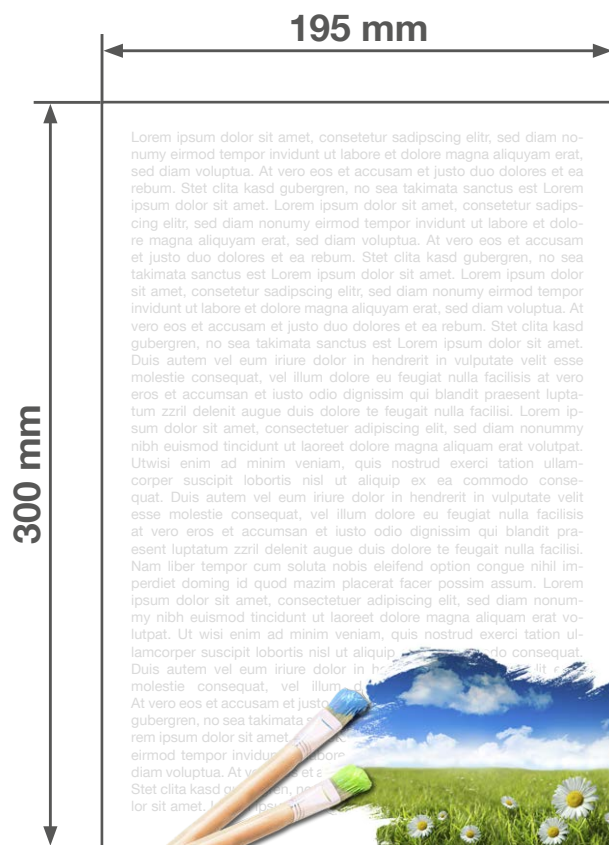 195 mm
300 mm
Lorem ipsum dolor sit amet, consetetur sadipscing elitr, sed diam no-
numy eirmod tempor invidunt ut labore et dolore magna aliquyam erat,
sed diam voluptua. At vero eos et accusam et justo duo dolores et ea
rebum. Stet clita kasd gubergren, no sea takimata sanctus est Lorem
ipsum dolor sit amet. Lorem ipsum dolor sit amet, consetetur sadips-
cing elitr, sed diam nonumy eirmod tempor invidunt ut labore et dolo-
re magna aliquyam erat, sed diam voluptua. At vero eos et accusam
et justo duo dolores et ea rebum. Stet clita kasd gubergren, no sea
takimata sanctus est Lorem ipsum dolor sit amet. Lorem ipsum dolor
sit amet, consetetur sadipscing elitr, sed diam nonumy eirmod tempor
invidunt ut labore et dolore magna aliquyam erat, sed diam voluptua. At
vero eos et accusam et justo duo dolores et ea rebum. Stet clita kasd
gubergren, no sea takimata sanctus est Lorem ipsum dolor sit amet.
Duis autem vel eum iriure dolor in hendrerit in vulputate velit esse
molestie consequat, vel illum dolore eu feugiat nulla facilisis at vero
eros et accumsan et iusto odio dignissim qui blandit praesent lupta-
tum zzril delenit augue duis dolore te feugait nulla facilisi. Lorem ip-
sum dolor sit amet, consectetuer adipiscing elit, sed diam nonummy
nibh euismod tincidunt ut laoreet dolore magna aliquam erat volutpat.
Utwisi enim ad minim veniam, quis nostrud exerci tation ullam-
corper suscipit lobortis nisl ut aliquip ex ea commodo conse-
quat. Duis autem vel eum iriure dolor in hendrerit in vulputate velit
esse molestie consequat, vel illum dolore eu feugiat nulla facilisis
at vero eros et accumsan et iusto odio dignissim qui blandit pra-
esent luptatum zzril delenit augue duis dolore te feugait nulla facilisi.
Nam liber tempor cum soluta nobis eleifend option congue nihil im-
perdiet doming id quod mazim placerat facer possim assum. Lorem
ipsum dolor sit amet, consectetuer adipiscing elit, sed diam nonum-
my nibh euismod tincidunt ut laoreet dolore magna aliquam erat vo-
lutpat. Ut wisi enim ad minim veniam, quis nostrud exerci tation ul-
lamcorper suscipit lobortis nisl ut aliquip do consequat.
Duis autem vel eum iriure dolor in
molestie consequat, vel illum
At vero eos et accusam et justo
gubergren, no sea takimata
rem ipsum dolor sit amet.
eirmod tempor invidunt
diam voluptua. At et
Stet clita kasd
lor sit amet.